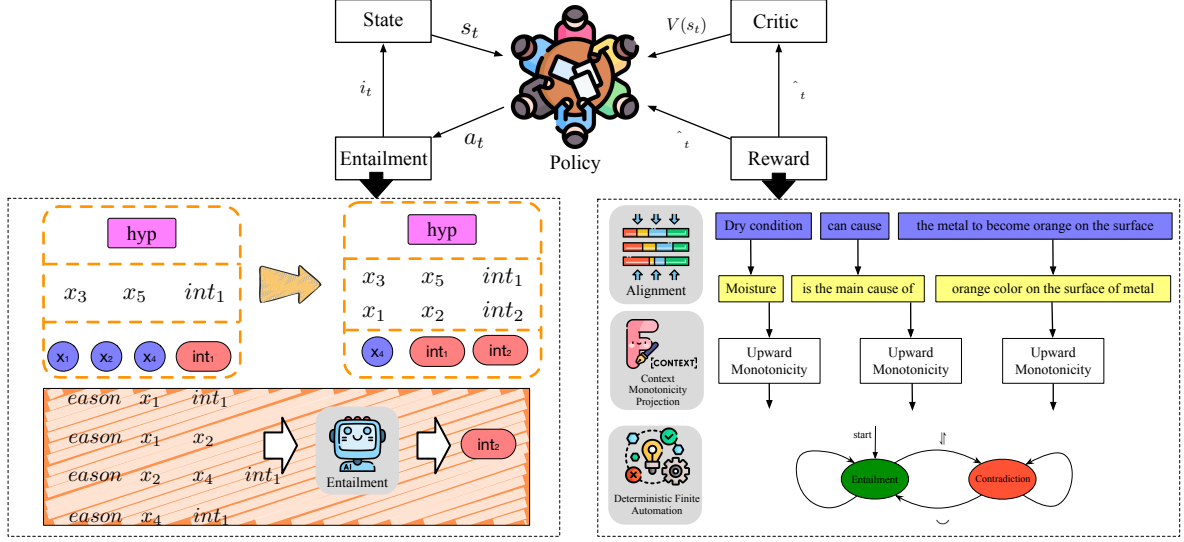 State
s_t
V(s_t)
Critic
i_t
ˆ_t
Entailment
a_t
Policy
ˆ_t
Reward
hyp
x_3 x_5 int_1
x_1 x_2 x_4 int_1
hyp
x_3 x_5 int_1
x_1 x_2 int_2
x_4 int_1 int_2
eason x_1 int_1
eason x_1 x_2
eason x_2 x_4 int_1
eason x_4 int_1
AI
Entailment
int_2
Alignment
[CONTEXT]
Context
Monotonicity
Projection
Deterministic Finite
Automation
Dry condition can cause the metal to become orange on the surface
Moisture is the main cause of orange color on the surface of metal
Upward
Monotonicity
Upward
Monotonicity
Upward
Monotonicity
start
Entailment
Contradiction